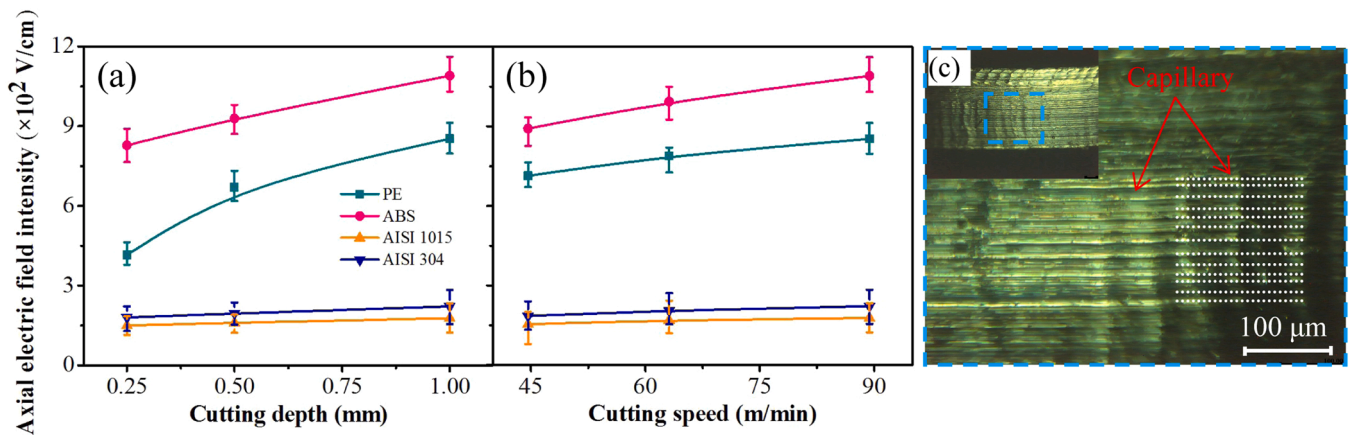 Axial electric field intensity (×10² V/cm)
12
9
6
3
0
(a)
PE
ABS
AISI 1015
AISI 304
0.25
0.50
0.75
1.00
Cutting depth (mm)
(b)
45
60
75
90
Cutting speed (m/min)
(c)
Capillary
100 μm